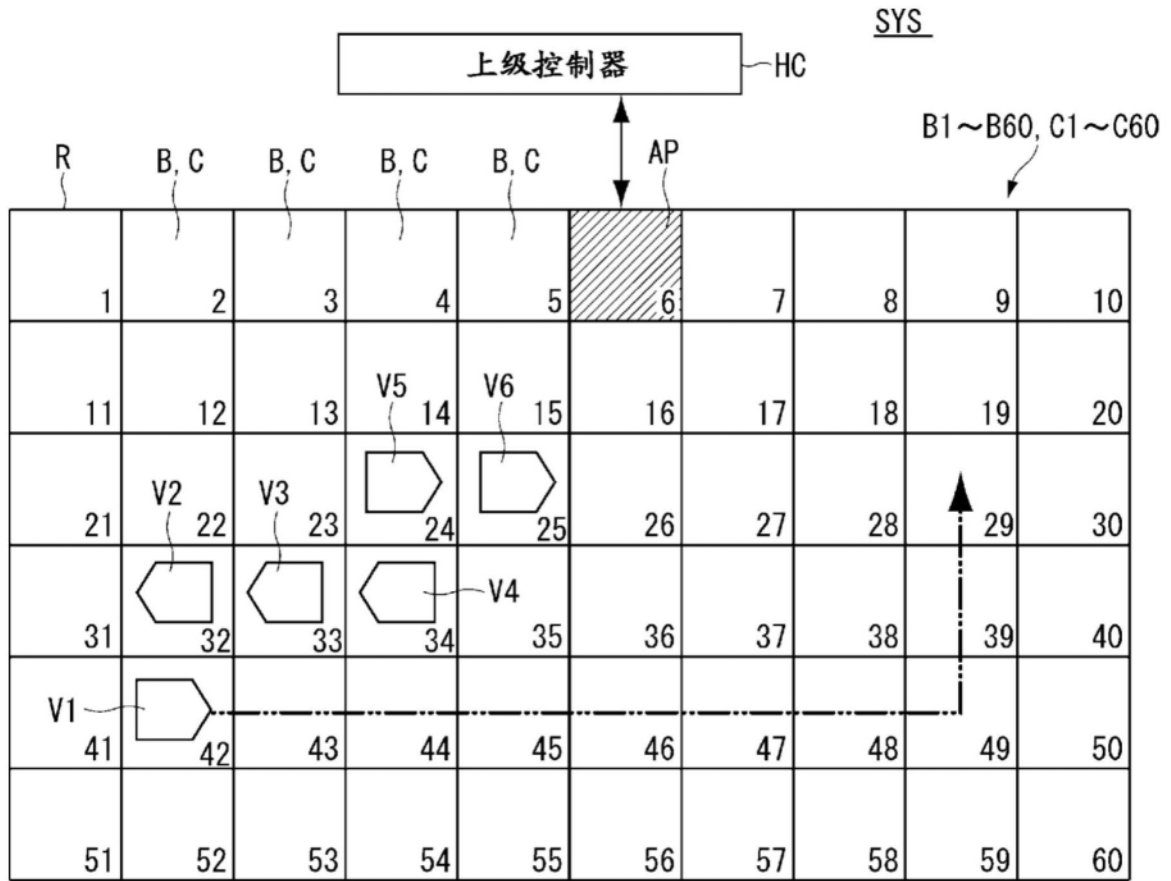 SYS
上级控制器
HC
B1～B60, C1～C60
R B, C B, C B, C B, C AP
1 2 3 4 5 6 7 8 9 10
V5 V6
11 12 13 14 15 16 17 18 19 20
V2 V3
21 22 23 24 25 26 27 28 29 30
V4
31 32 33 34 35 36 37 38 39 40
V1
41 42 43 44 45 46 47 48 49 50
51 52 53 54 55 56 57 58 59 60